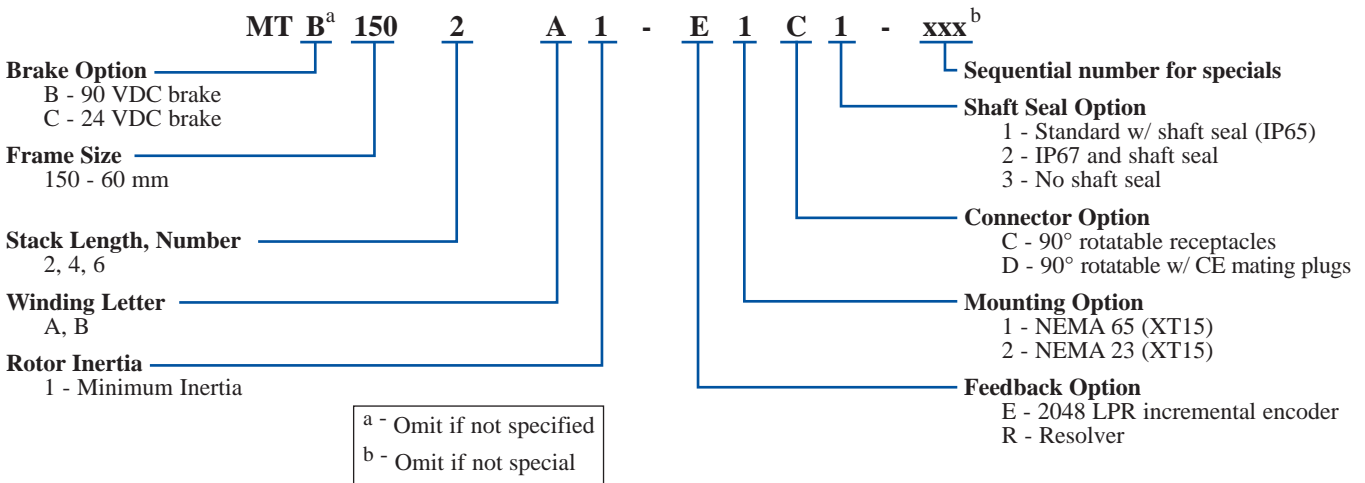 MT Bᵃ 150 2 A 1 - E 1 C 1 - xxxᵇ
Brake Option
B - 90 VDC brake
C - 24 VDC brake
Frame Size
150 - 60 mm
Stack Length, Number
2, 4, 6
Winding Letter
A, B
Rotor Inertia
1 - Minimum Inertia
a - Omit if not specified
b - Omit if not special
Sequential number for specials
Shaft Seal Option
1 - Standard w/ shaft seal (IP65)
2 - IP67 and shaft seal
3 - No shaft seal
Connector Option
C - 90° rotatable receptacles
D - 90° rotatable w/ CE mating plugs
Mounting Option
1 - NEMA 65 (XT15)
2 - NEMA 23 (XT15)
Feedback Option
E - 2048 LPR incremental encoder
R - Resolver